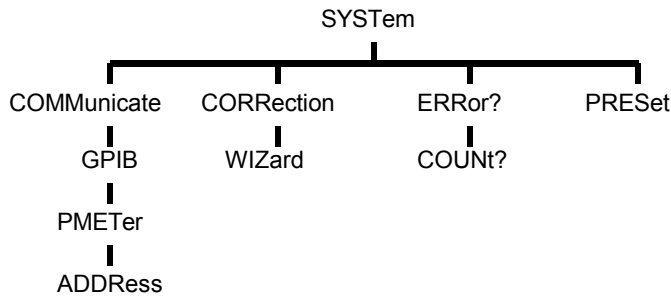 SYSTem
COMMunicate CORRection ERRor? PRESet
GPIB WIZard COUNt?
PMETer
ADDRess